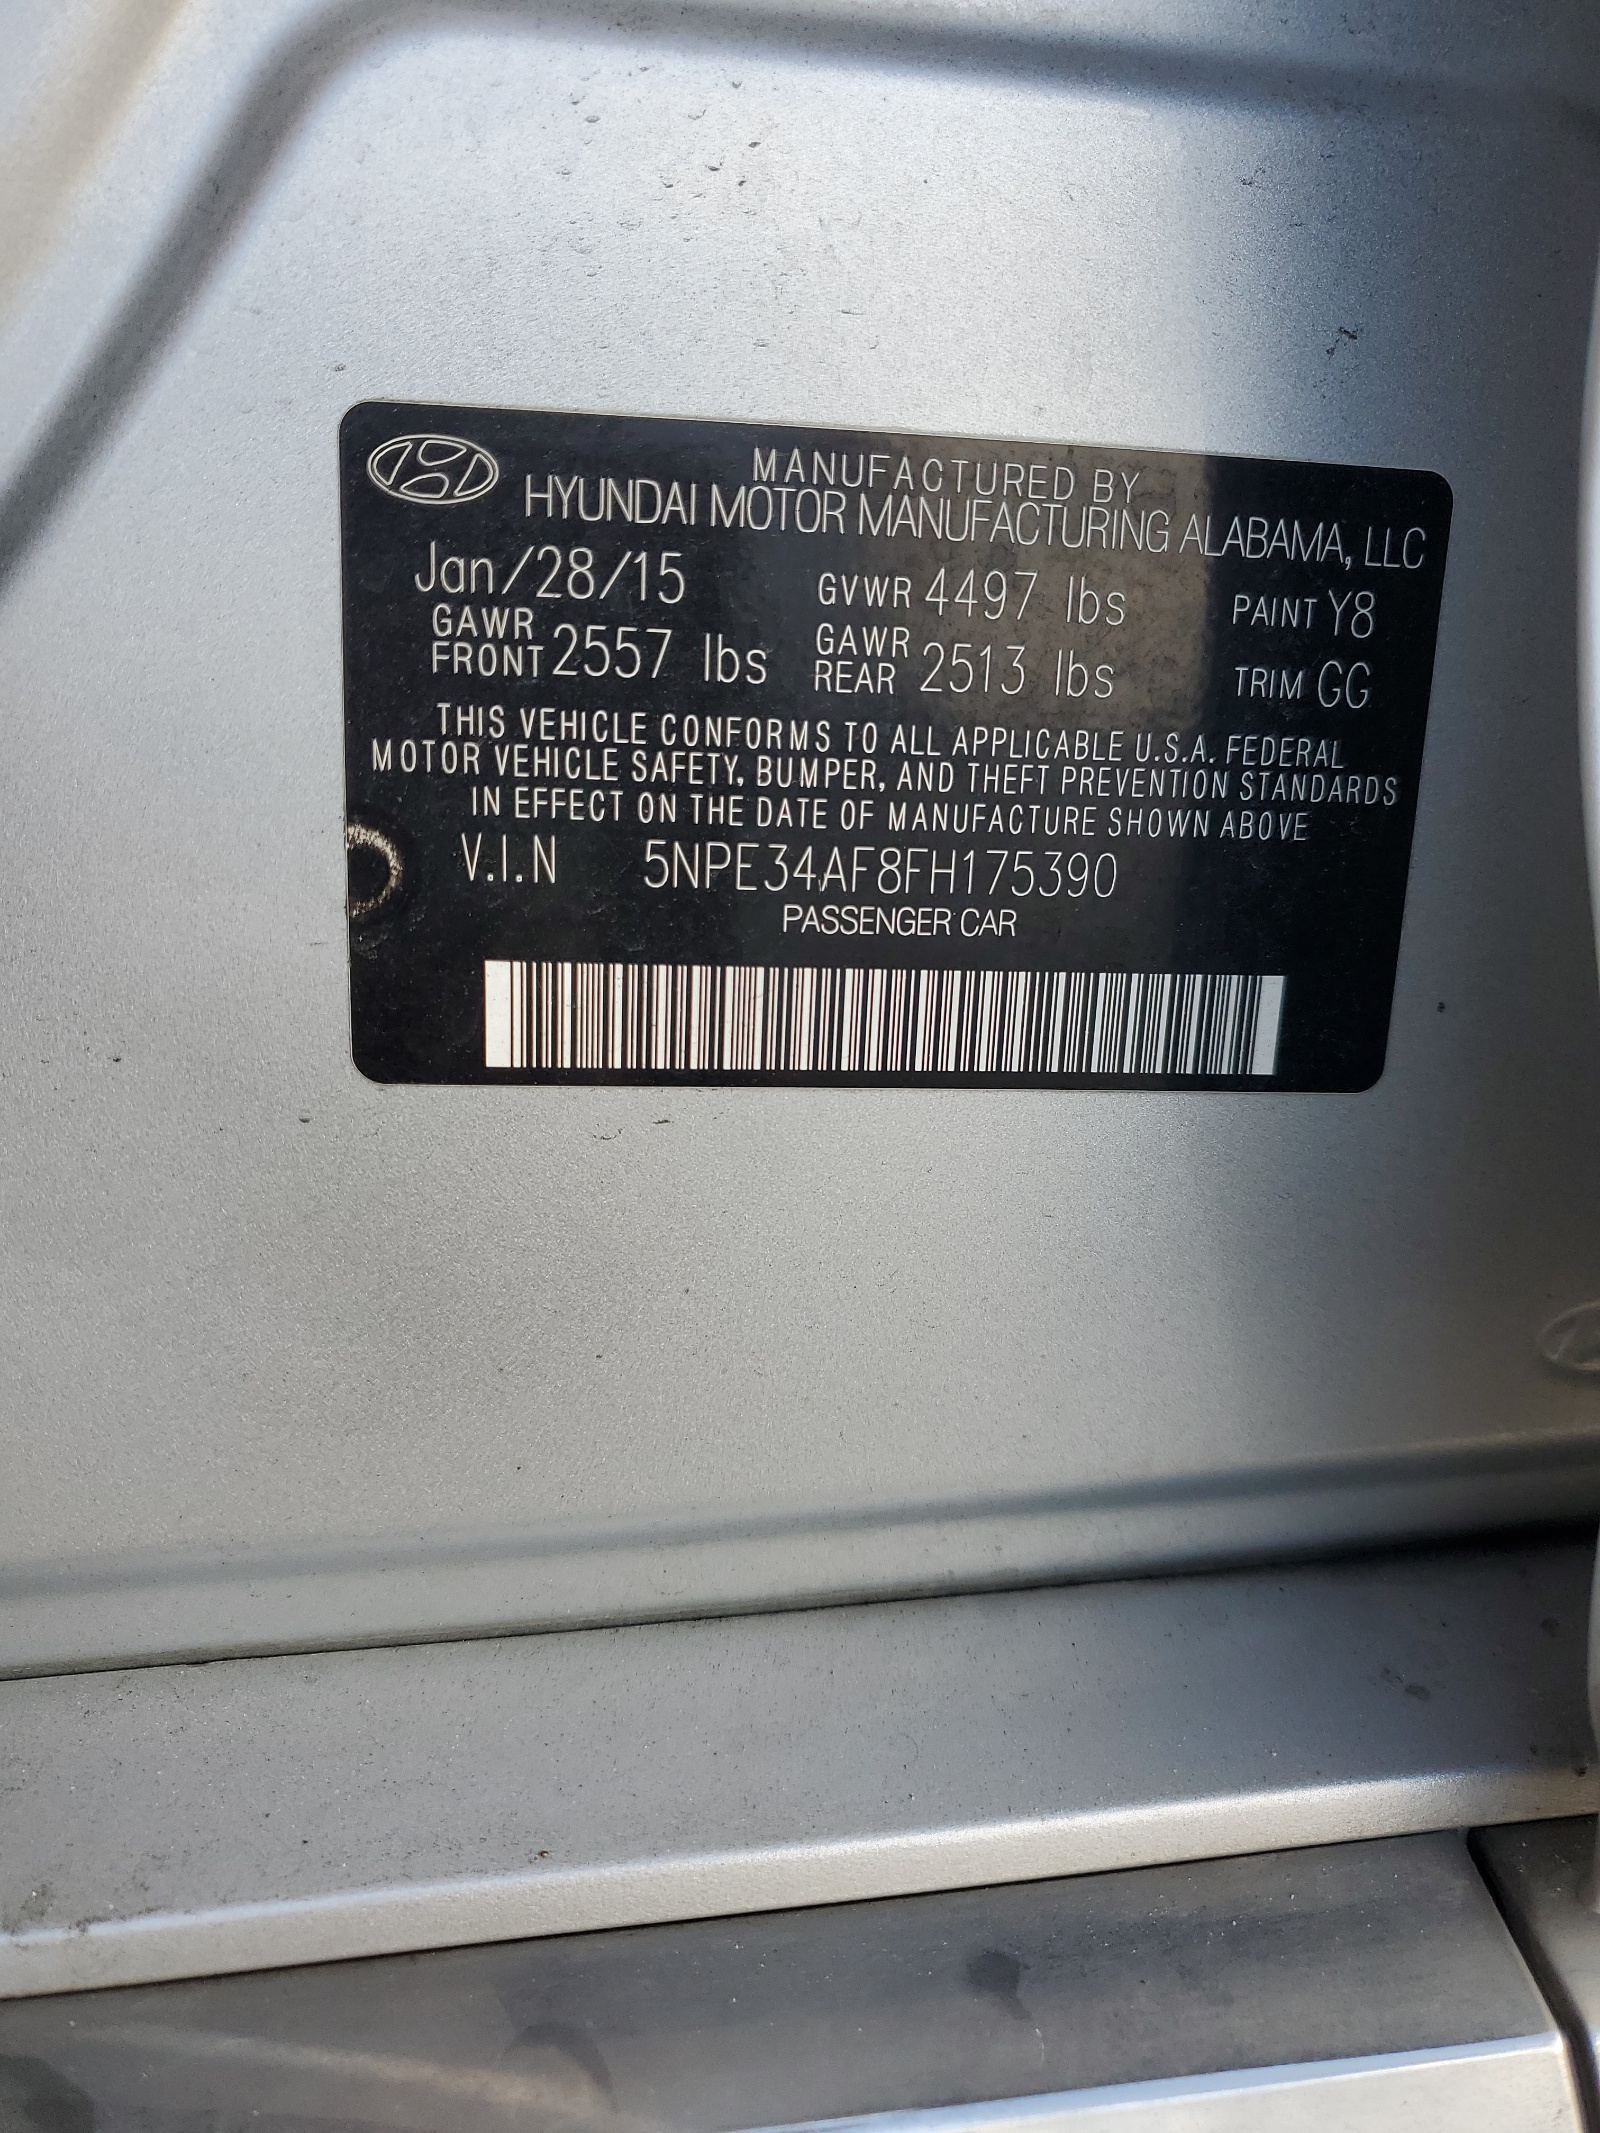 MANUFACTURED BY
HYUNDAI MOTOR MANUFACTURING ALABAMA, LLC
Jan/28/15 GVWR 4497 lbs PAINT Y8
GAWR FRONT 2557 lbs GAWR REAR 2513 lbs TRIM GG
THIS VEHICLE CONFORMS TO ALL APPLICABLE U.S.A. FEDERAL
MOTOR VEHICLE SAFETY, BUMPER, AND THEFT PREVENTION STANDARDS
IN EFFECT ON THE DATE OF MANUFACTURE SHOWN ABOVE
V.I.N 5NPE34AF8FH175390
PASSENGER CAR